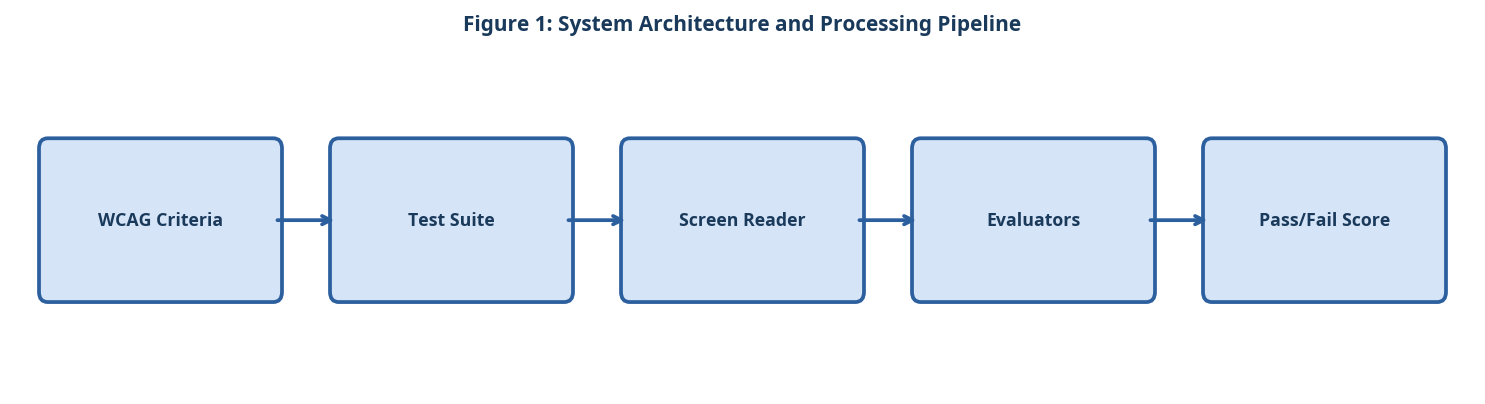 Figure 1: System Architecture and Processing Pipeline
WCAG Criteria
Test Suite
Screen Reader
Evaluators
Pass/Fail Score